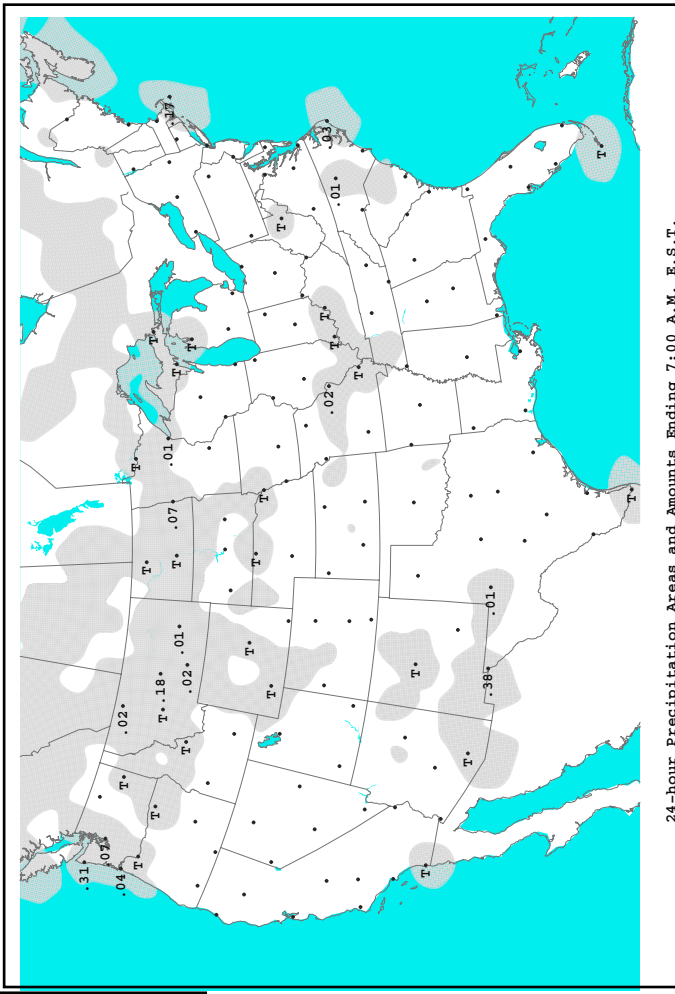 .31
.07
.04
T
.02
T
T
T
T
T
T
.18
.01
.17
.07
T
T
.01
T
.02
T
T
T
T
T
T
T
.03
.02
T
.01
T
T
T
T
.38
.01
T
T
24-hour Precipitation Areas and Amounts Ending 7:00 A.M. E.S.T.